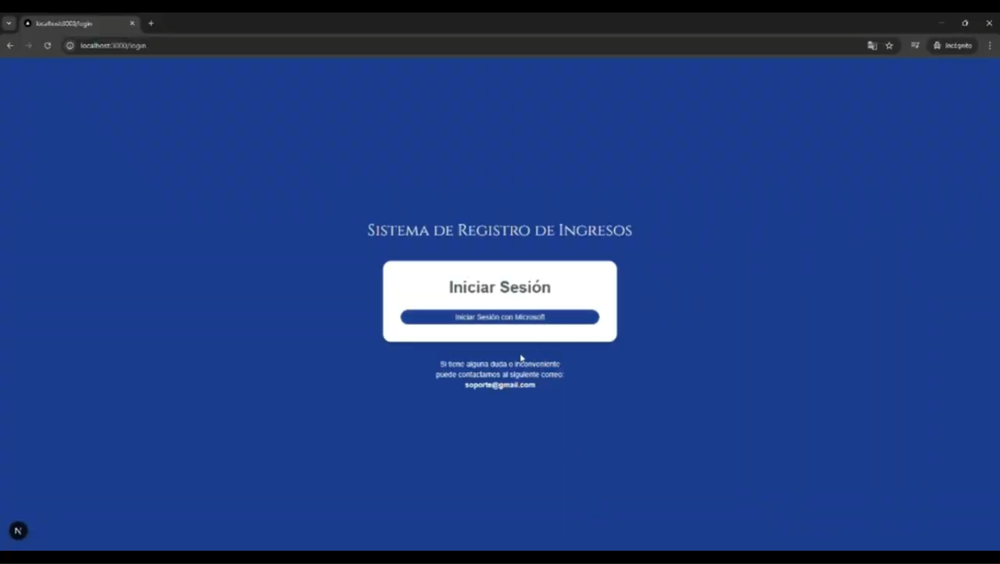 localhost:3000/login
localhost:3000/login
Incógnito
SISTEMA DE REGISTRO DE INGRESOS
Iniciar Sesión
Iniciar Sesión con Microsoft
Si tiene alguna duda o inconveniente
puede contactarnos al siguiente correo:
soporte@gmail.com
N